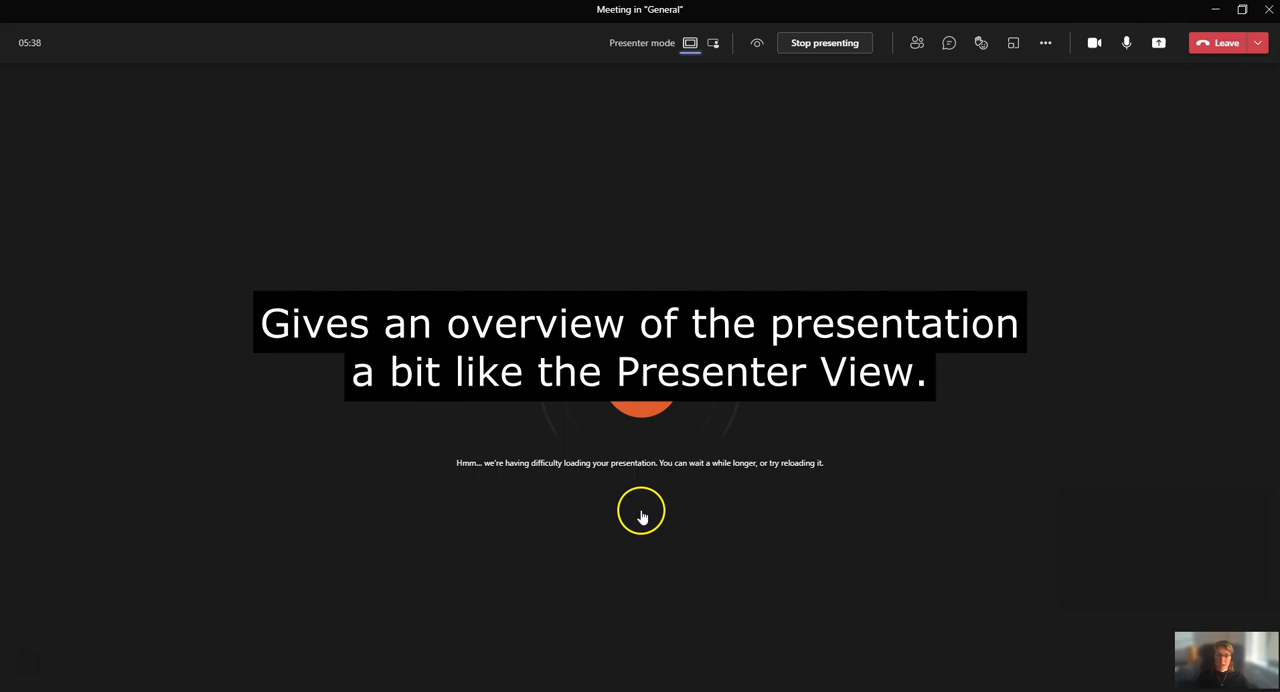 Meeting in "General"
05:38
Presenter mode
Stop presenting
Leave
Gives an overview of the presentation
a bit like the Presenter View.
Hmm... we're having difficulty loading your presentation. You can wait a while longer, or try reloading it.